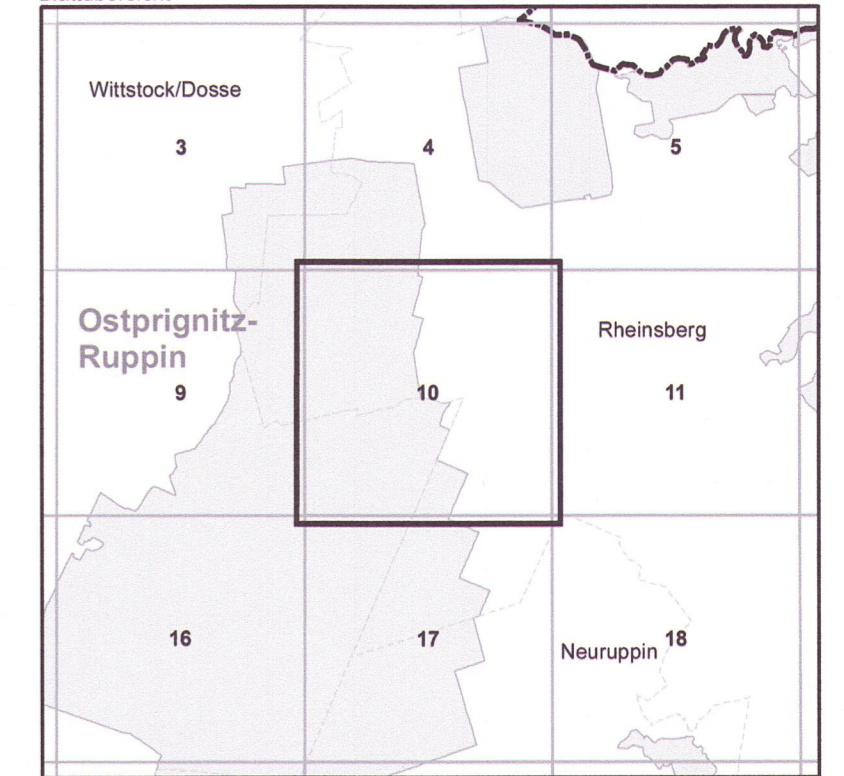 Wittstock/Dosse
3
4
5
Ostprignitz-
Ruppin
Rheinsberg
9
10
11
16
17
18
Neuruppin